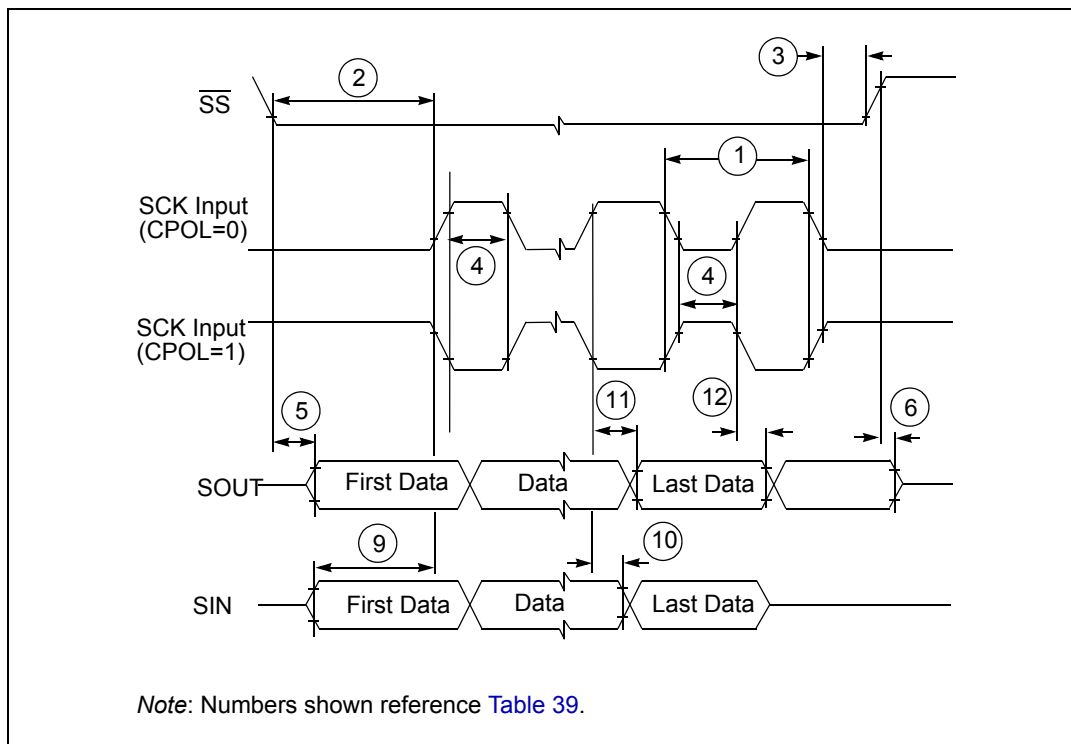 3
2
SS
1
SCK Input
(CPOL=0)
4
4
SCK Input
(CPOL=1)
11
12
5
6
First Data
Data
Last Data
SOUT
9
10
First Data
Data
Last Data
SIN
Note: Numbers shown reference Table 39.